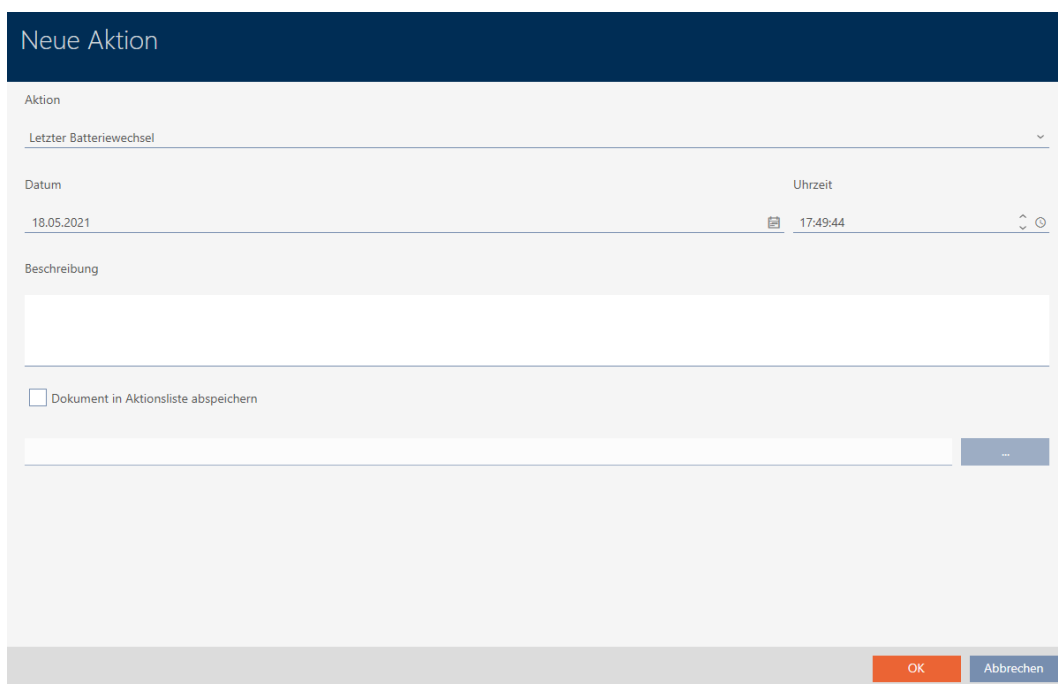 Neue Aktion
Aktion
Letzter Batteriewechsel
Datum Uhrzeit
18.05.2021 17:49:44
Beschreibung
Dokument in Aktionsliste abspeichern
...
OK Abbrechen